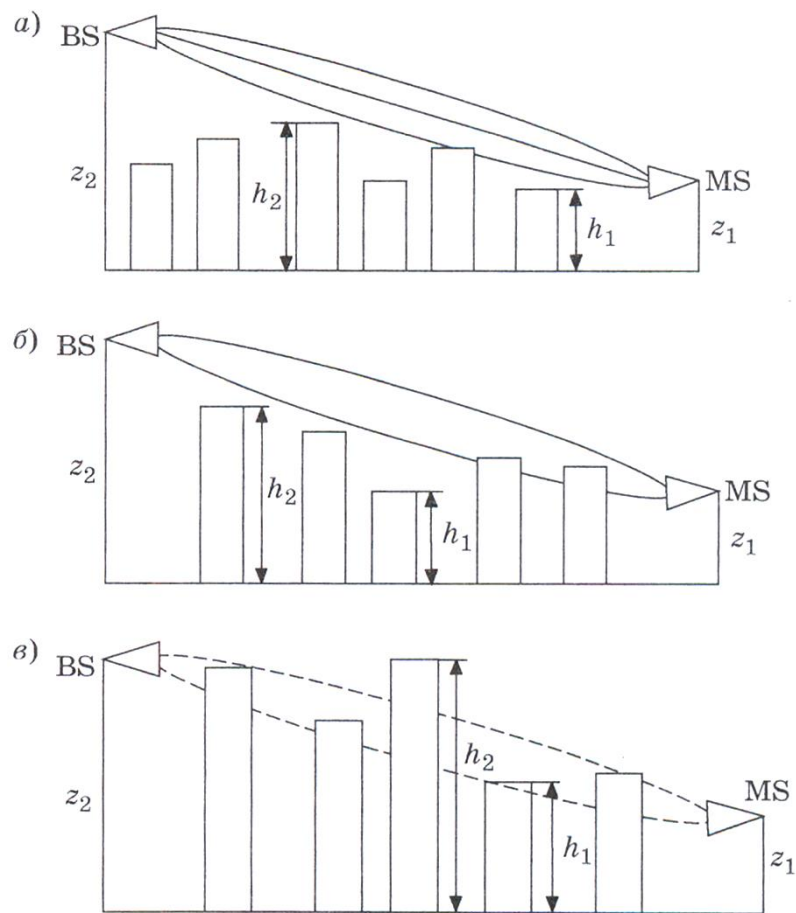 а) BS
MS
z₂
h₂
h₁
z₁
б) BS
MS
z₂
h₂
h₁
z₁
в) BS
MS
z₂
h₂
h₁
z₁